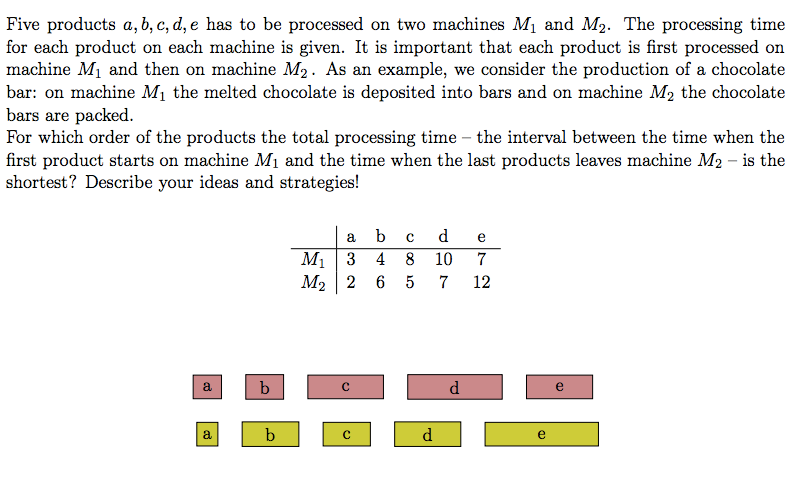 Five products a, b, c, d, e has to be processed on two machines M₁ and M₂. The processing time
for each product on each machine is given. It is important that each product is first processed on
machine M₁ and then on machine M₂. As an example, we consider the production of a chocolate
bar: on machine M₁ the melted chocolate is deposited into bars and on machine M₂ the chocolate
bars are packed.
For which order of the products the total processing time – the interval between the time when the
first product starts on machine M₁ and the time when the last products leaves machine M₂ – is the
shortest? Describe your ideas and strategies!
a b c d e
M₁ 3 4 8 10 7
M₂ 2 6 5 7 12
a b c d e
a b c d e